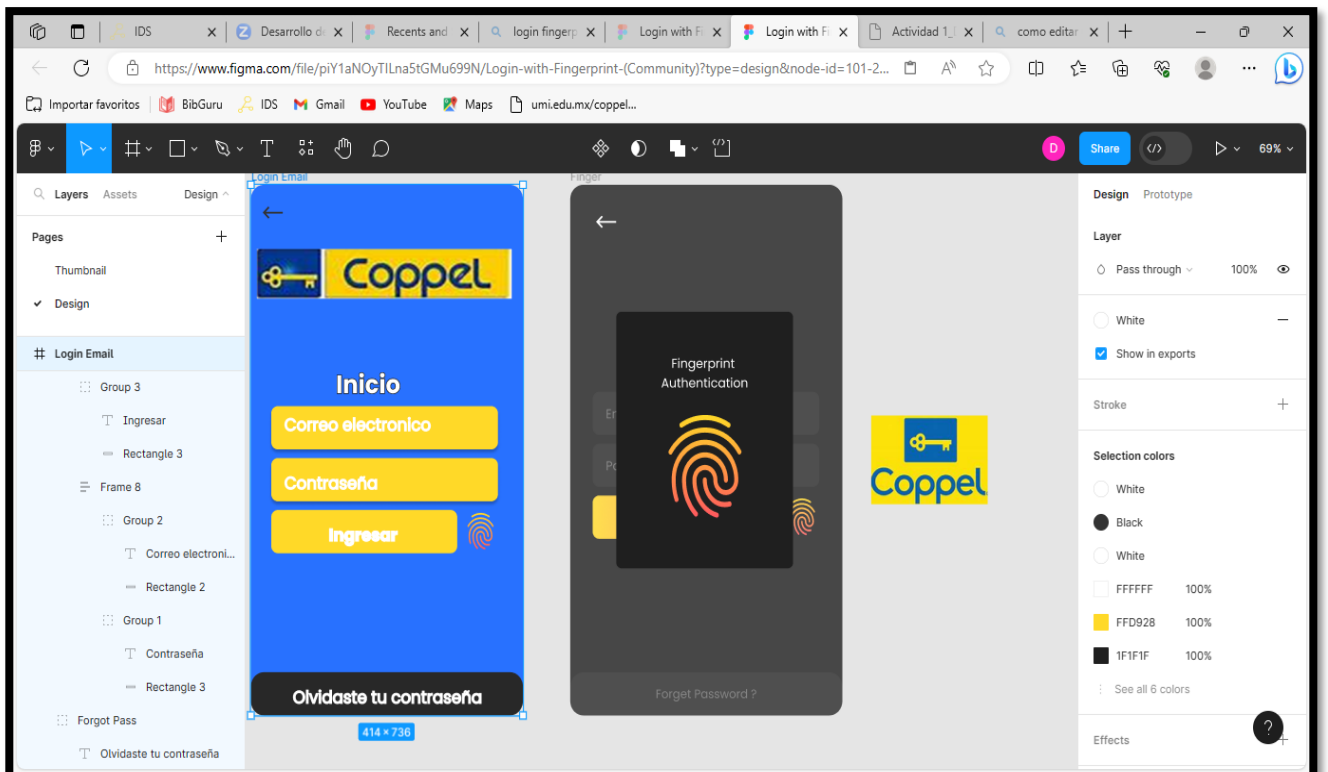 IDS
Desarrollo d
Recents and
login fingerp
Login with Fi
Login with Fi
Actividad 1_
como editar
https://www.figma.com/file/piY1aNOyTILna5tGMu699N/Login-with-Fingerprint-(Community)?type=design&node-id=101-2...
Importar favoritos
BibGuru
IDS
Gmail
YouTube
Maps
umi.edu.mx/coppel...
D
Share
69%
Layers
Assets
Design
Pages
Thumbnail
Design
Login Email
Group 3
Ingresar
Rectangle 3
Frame 8
Group 2
Correo electroni...
Rectangle 2
Group 1
Contraseña
Rectangle 3
Forgot Pass
Olvidaste tu contraseña
Login Email
Coppel
Inicio
Correo electronico
Contraseña
Ingresar
Olvidaste tu contraseña
414 × 736
Finger
Fingerprint
Authentication
Forget Password ?
Coppel
Design
Prototype
Layer
Pass through
100%
White
Show in exports
Stroke
Selection colors
White
Black
White
FFFFFF 100%
FFD928 100%
1F1F1F 100%
See all 6 colors
Effects
?